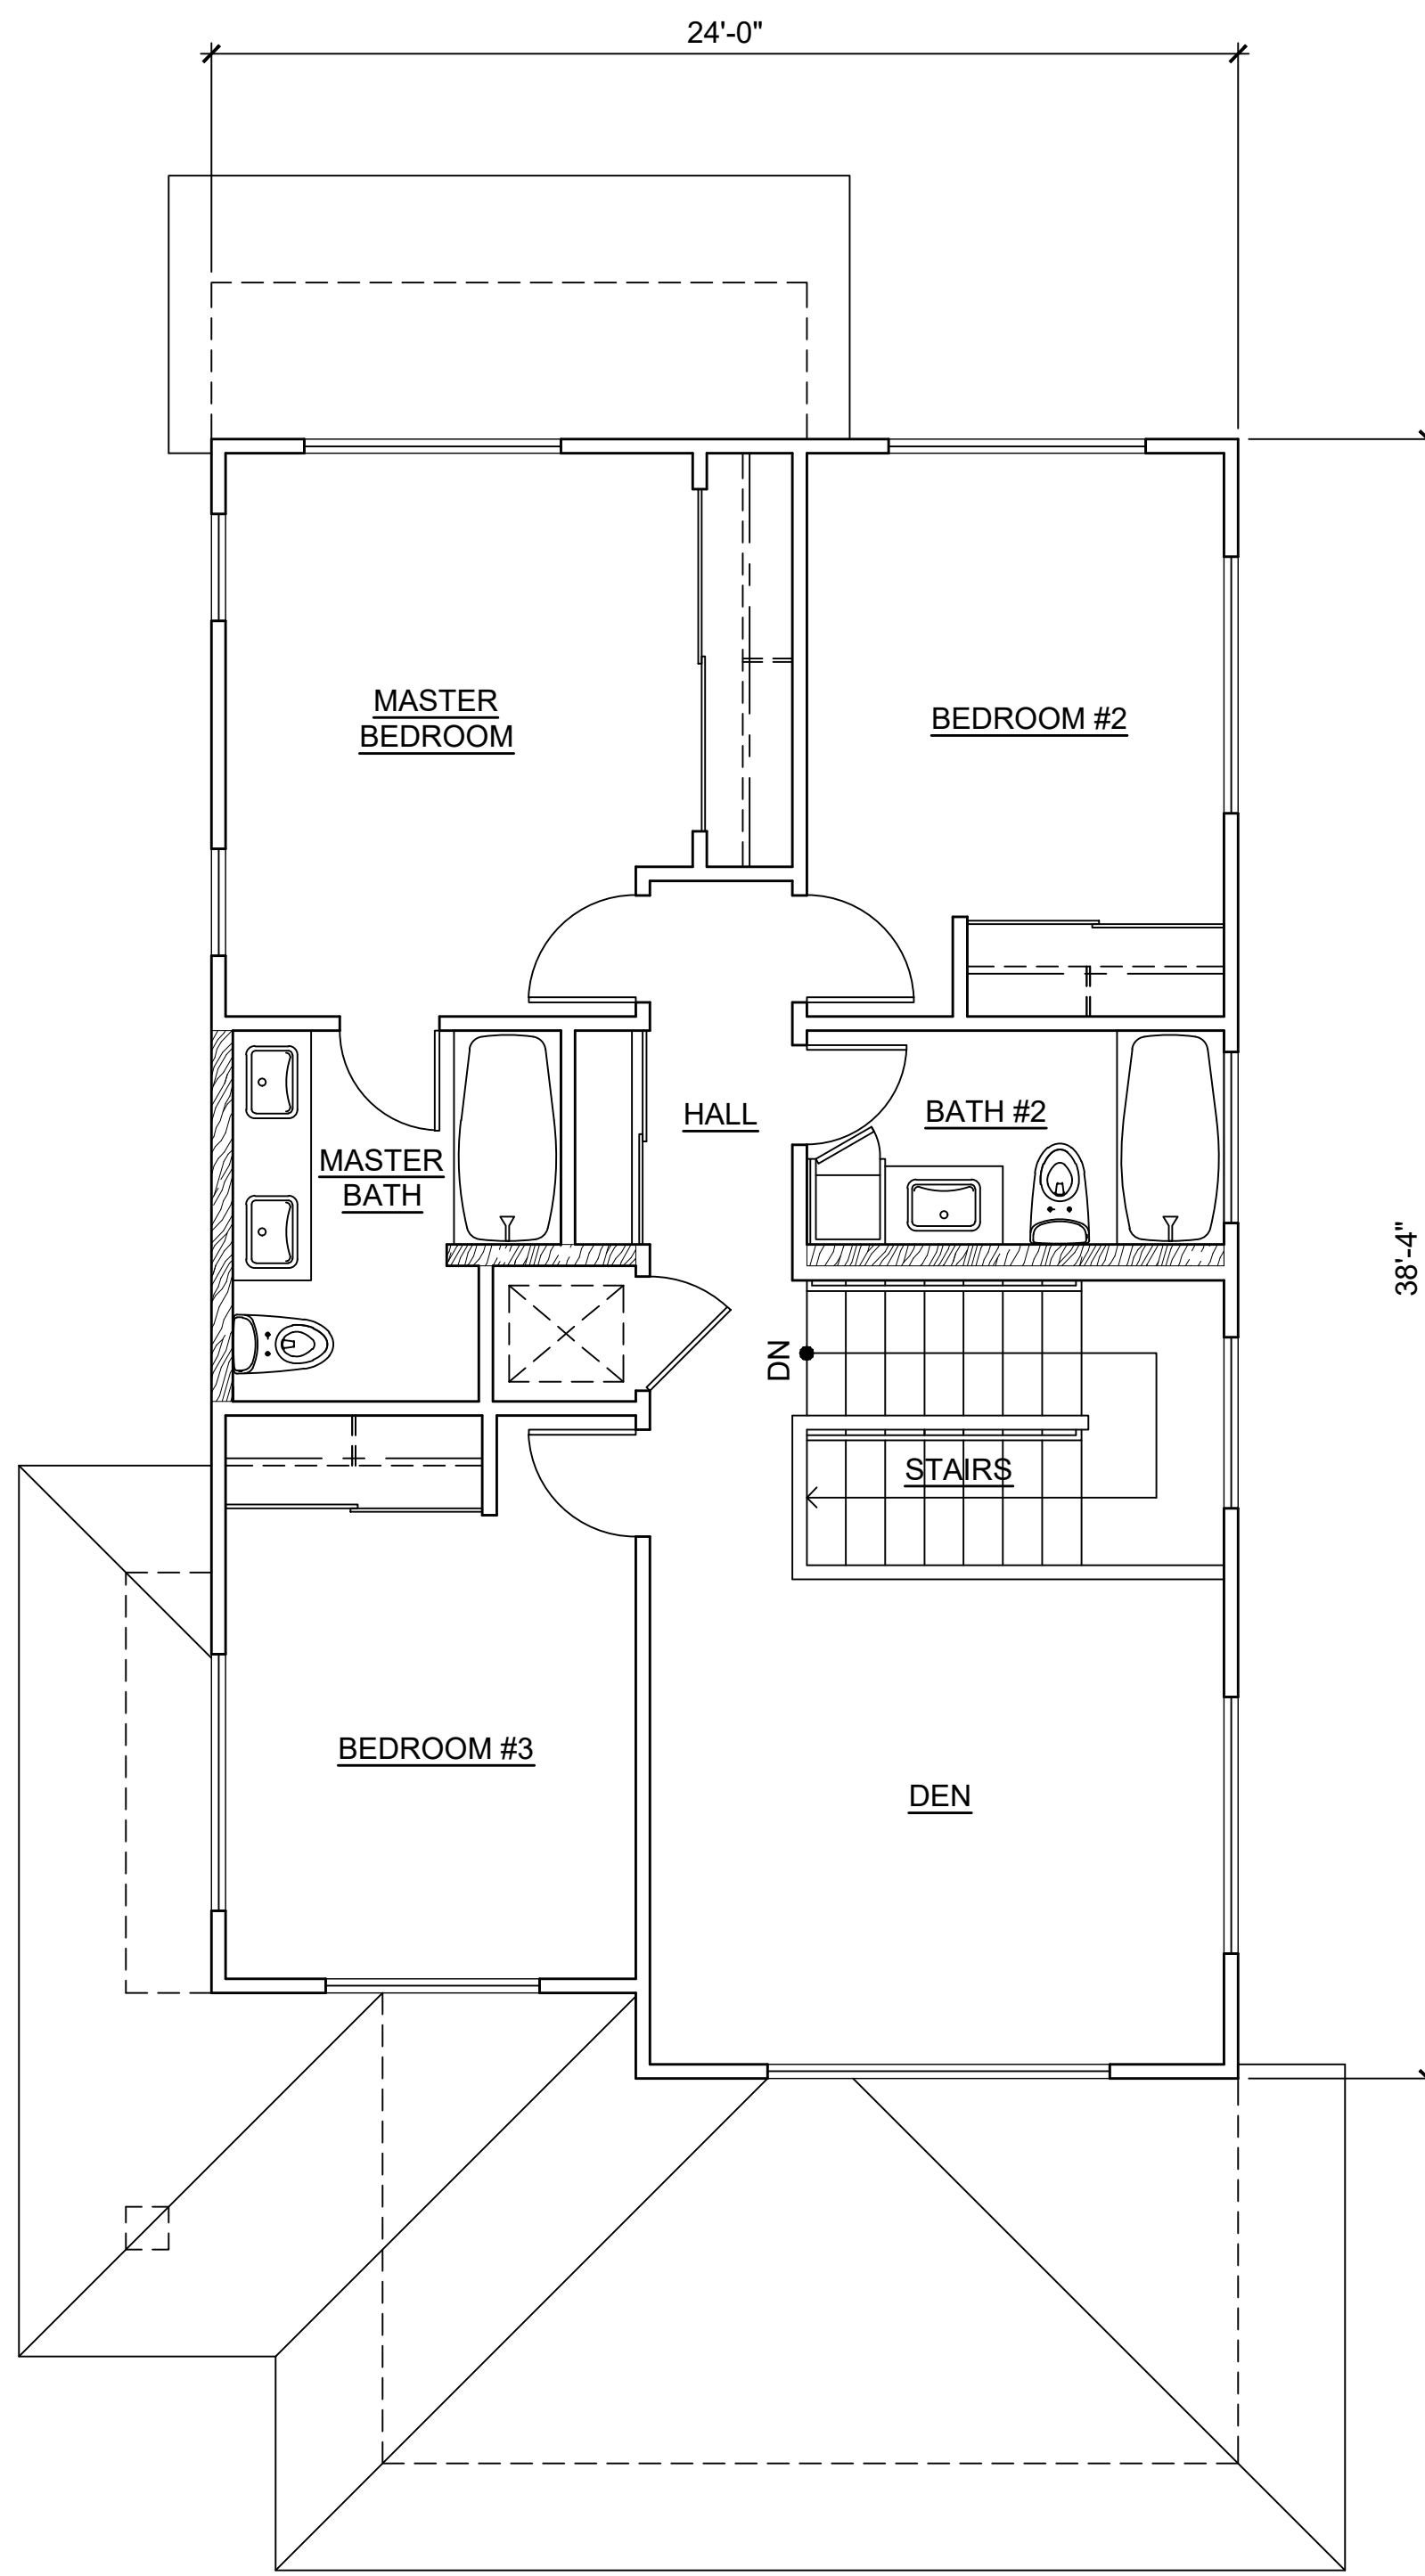 24'-0"
MASTER
BEDROOM
BEDROOM #2
HALL
BATH #2
MASTER
BATH
38'-4"
DN
STAIRS
BEDROOM #3
DEN